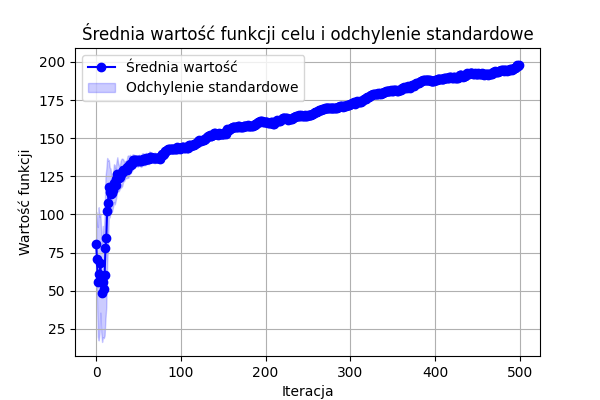 Średnia wartość funkcji celu i odchylenie standardowe
Średnia wartość
Odchylenie standardowe
Wartość funkcji
200
175
150
125
100
75
50
25
0
100
200
300
400
500
Iteracja